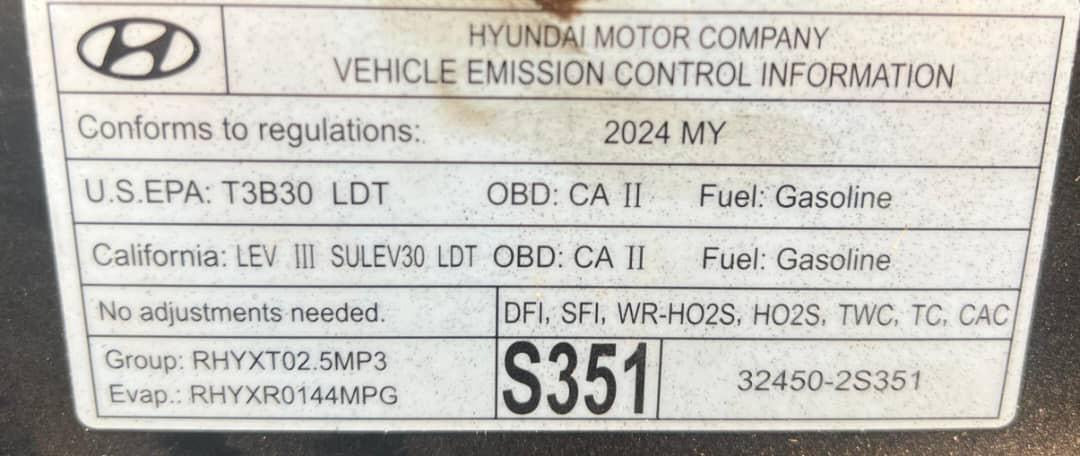 HYUNDAI MOTOR COMPANY
VEHICLE EMISSION CONTROL INFORMATION
Conforms to regulations: 2024 MY
U.S.EPA: T3B30 LDT OBD: CA II Fuel: Gasoline
California: LEV III SULEV30 LDT OBD: CA II Fuel: Gasoline
No adjustments needed. DFI, SFI, WR-HO2S, HO2S, TWC, TC, CAC
Group: RHYXT02.5MP3
Evap.: RHYXR0144MPG
S351 32450-2S351